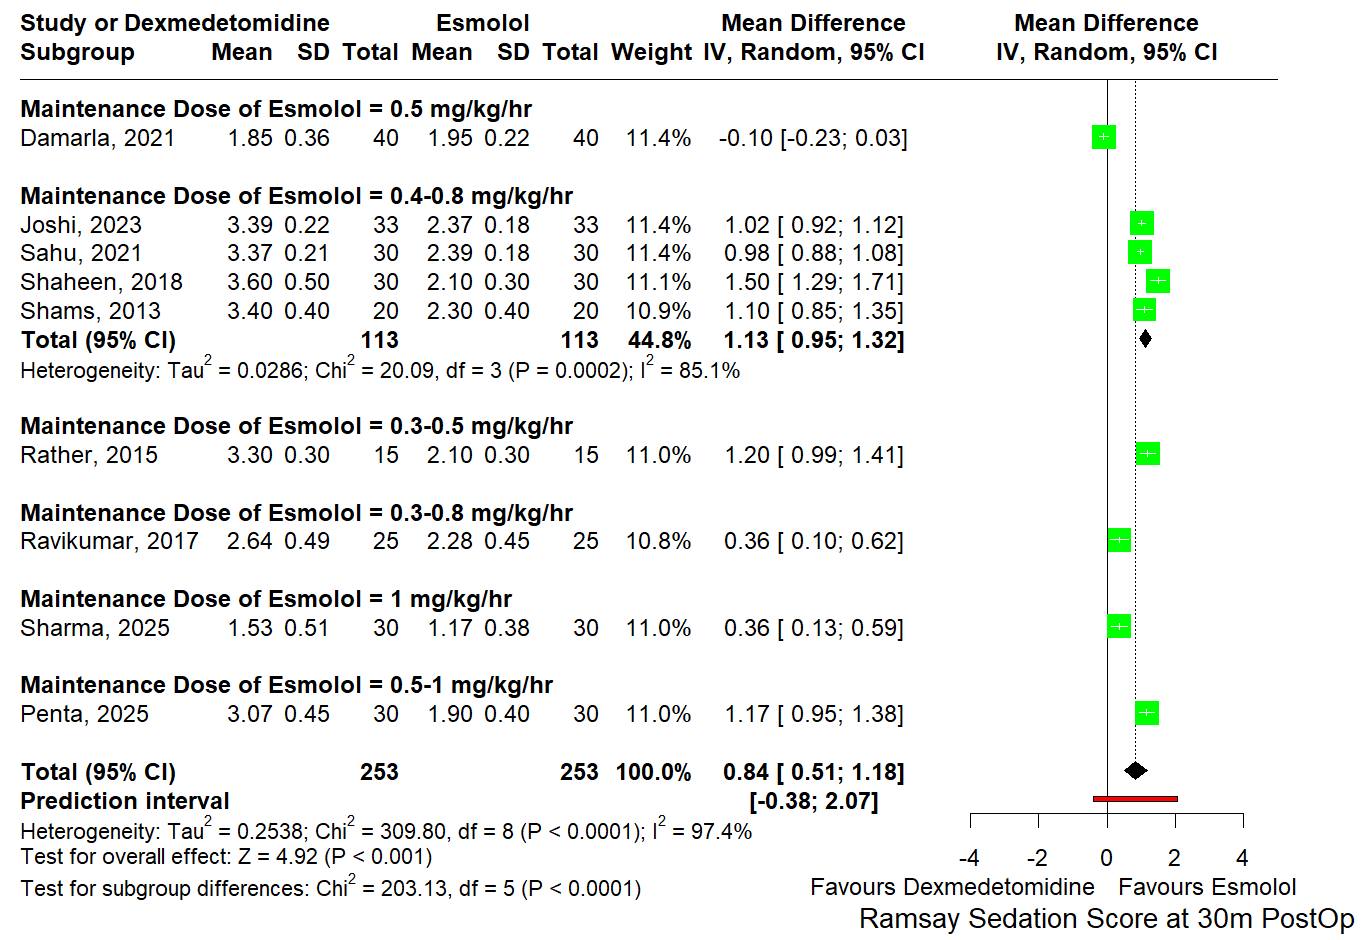 Study or Dexmedetomidine Esmolol Mean Difference Mean Difference
Subgroup Mean SD Total Mean SD Total Weight IV, Random, 95% CI IV, Random, 95% CI
Maintenance Dose of Esmolol = 0.5 mg/kg/hr
Damarla, 2021 1.85 0.36 40 1.95 0.22 40 11.4% -0.10 [-0.23; 0.03]
Maintenance Dose of Esmolol = 0.4-0.8 mg/kg/hr
Joshi, 2023 3.39 0.22 33 2.37 0.18 33 11.4% 1.02 [ 0.92; 1.12]
Sahu, 2021 3.37 0.21 30 2.39 0.18 30 11.4% 0.98 [ 0.88; 1.08]
Shaheen, 2018 3.60 0.50 30 2.10 0.30 30 11.1% 1.50 [ 1.29; 1.71]
Shams, 2013 3.40 0.40 20 2.30 0.40 20 10.9% 1.10 [ 0.85; 1.35]
Total (95% CI) 113 113 44.8% 1.13 [ 0.95; 1.32]
Heterogeneity: Tau² = 0.0286; Chi² = 20.09, df = 3 (P = 0.0002); I² = 85.1%
Maintenance Dose of Esmolol = 0.3-0.5 mg/kg/hr
Rather, 2015 3.30 0.30 15 2.10 0.30 15 11.0% 1.20 [ 0.99; 1.41]
Maintenance Dose of Esmolol = 0.3-0.8 mg/kg/hr
Ravikumar, 2017 2.64 0.49 25 2.28 0.45 25 10.8% 0.36 [ 0.10; 0.62]
Maintenance Dose of Esmolol = 1 mg/kg/hr
Sharma, 2025 1.53 0.51 30 1.17 0.38 30 11.0% 0.36 [ 0.13; 0.59]
Maintenance Dose of Esmolol = 0.5-1 mg/kg/hr
Penta, 2025 3.07 0.45 30 1.90 0.40 30 11.0% 1.17 [ 0.95; 1.38]
Total (95% CI) 253 253 100.0% 0.84 [ 0.51; 1.18]
Prediction interval [-0.38; 2.07]
Heterogeneity: Tau² = 0.2538; Chi² = 309.80, df = 8 (P < 0.0001); I² = 97.4%
Test for overall effect: Z = 4.92 (P < 0.001)
Test for subgroup differences: Chi² = 203.13, df = 5 (P < 0.0001)
-4 -2 0 2 4
Favours Dexmedetomidine Favours Esmolol
Ramsay Sedation Score at 30m PostOp